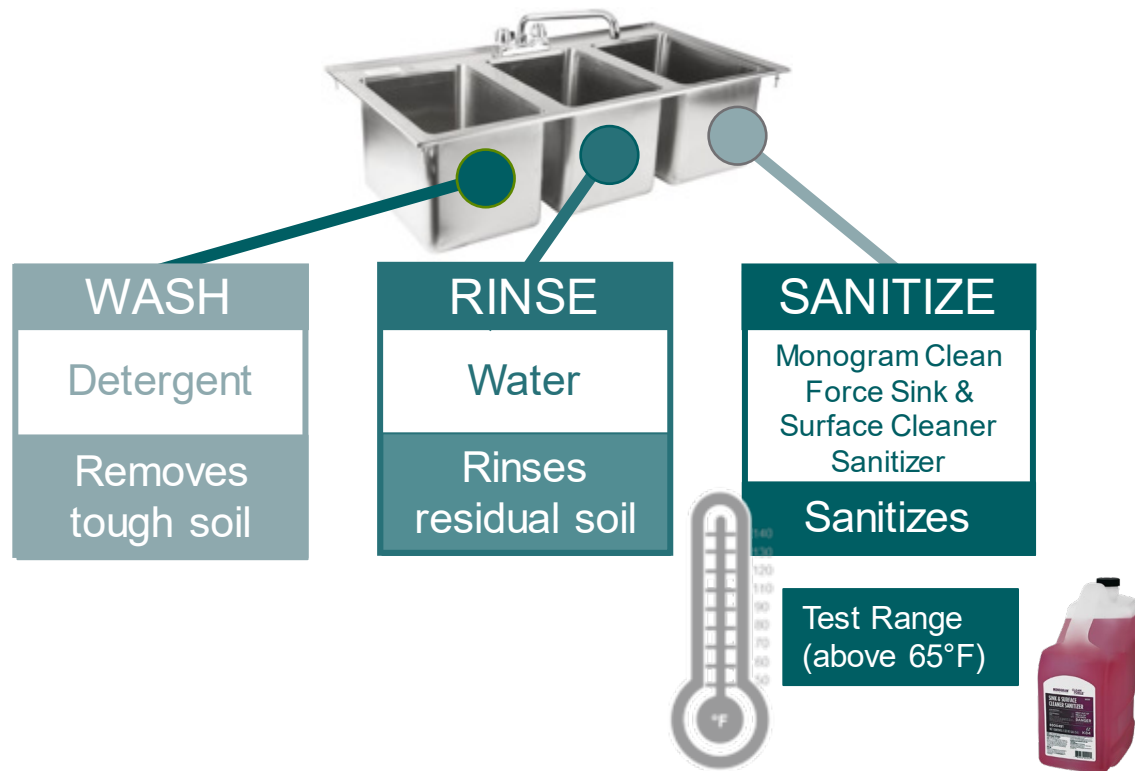 WASH
Detergent
Removes
tough soil
RINSE
Water
Rinses
residual soil
SANITIZE
Monogram Clean
Force Sink &
Surface Cleaner
Sanitizer
Sanitizes
140
130
120
110
90
80
70
60
50
°F
Test Range
(above 65°F)
SINK & SURFACE
CLEANER SANITIZER